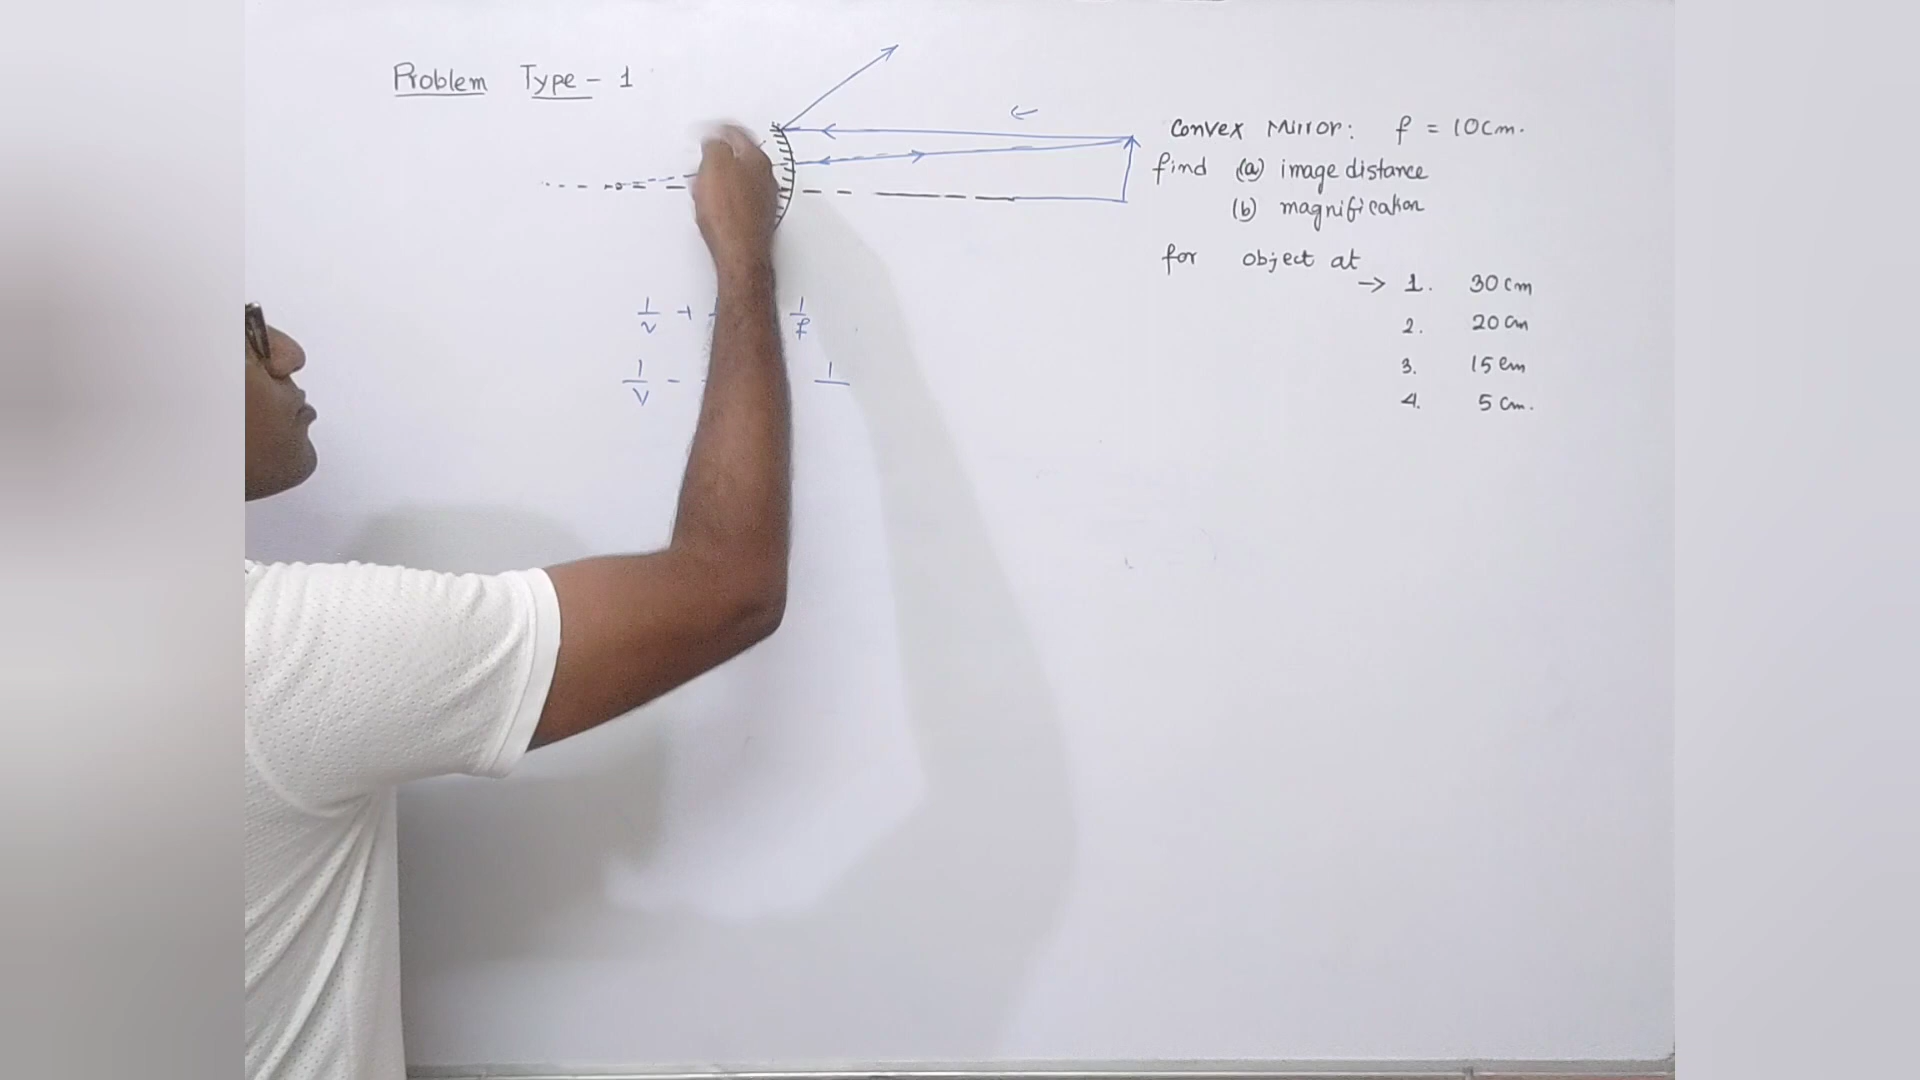 Problem Type - 1
Convex Mirror: f = 10cm.
find (a) image distance
(b) magnification
for object at
→ 1. 30 cm
2. 20 cm
3. 15 cm
4. 5 cm.
1/v + 1/f
1/v - 1/